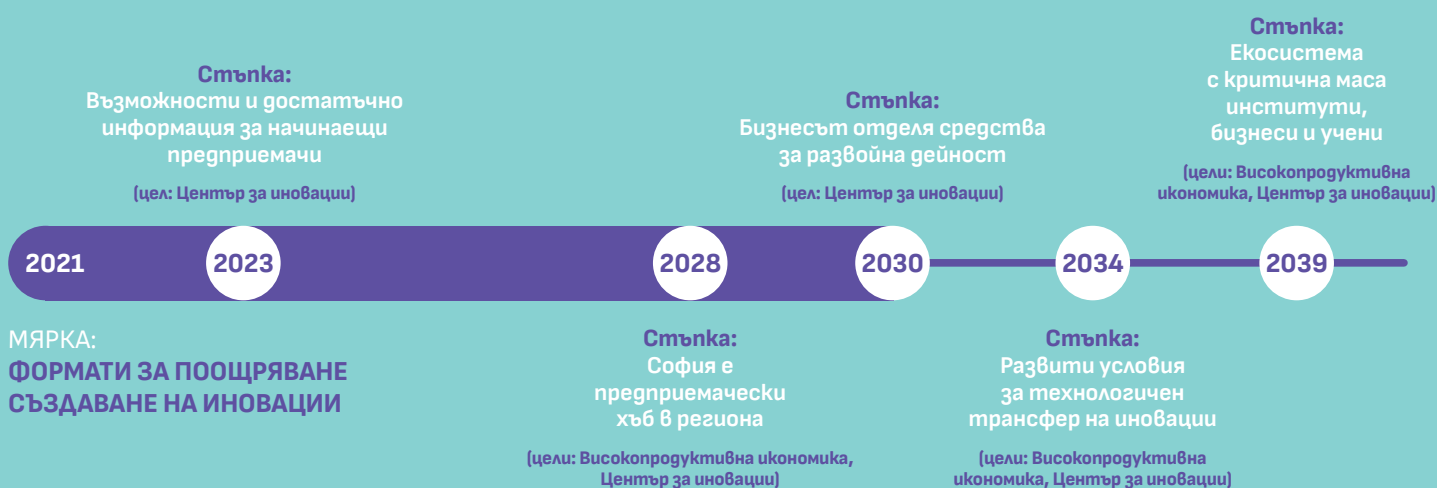 Стъпка:
Възможности и достатъчно
информация за начинаещи
предприемачи
(цел: Център за иновации)
Стъпка:
Бизнесът отделя средства
за развойна дейност
(цел: Център за иновации)
Стъпка:
Екосистема
с критична маса
институти,
бизнеси и учени
(цели: Високопродуктивна
икономика, Център за иновации)
2021
2023
2028
2030
2034
2039
МЯРКА:
ФОРМАТИ ЗА ПООЩРЯВАНЕ
СЪЗДАВАНЕ НА ИНОВАЦИИ
Стъпка:
София е
предприемачески
хъб в региона
(цели: Високопродуктивна икономика,
Център за иновации)
Стъпка:
Развити условия
за технологичен
трансфер на иновации
(цели: Високопродуктивна
икономика, Център за иновации)